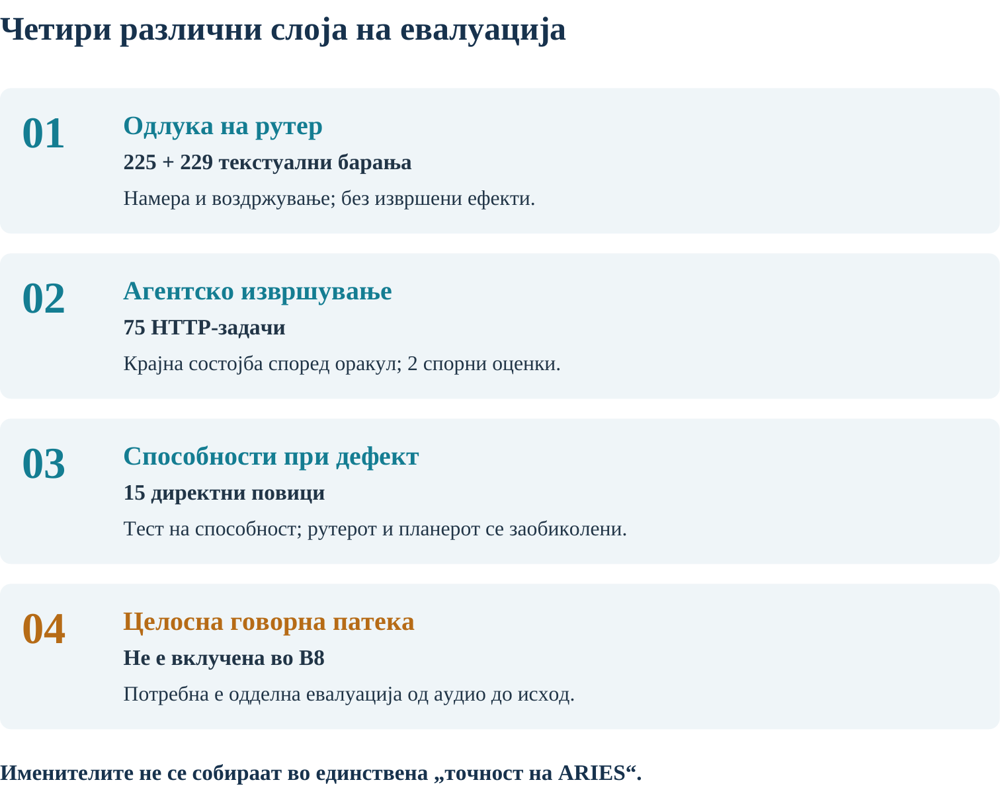 Четири различни слоја на евалуација
01
Одлука на рутер
225 + 229 текстуални барања
Намера и воздржување; без извршени ефекти.
02
Агентско извршување
75 HTTP-задачи
Крајна состојба според оракул; 2 спорни оценки.
03
Способности при дефект
15 директни повици
Тест на способност; рутерот и планерот се заобиколени.
04
Целосна говорна патека
Не е вклучена во B8
Потребна е одделна евалуација од аудио до исход.
Именителите не се собираат во единствена „точност на ARIES“.